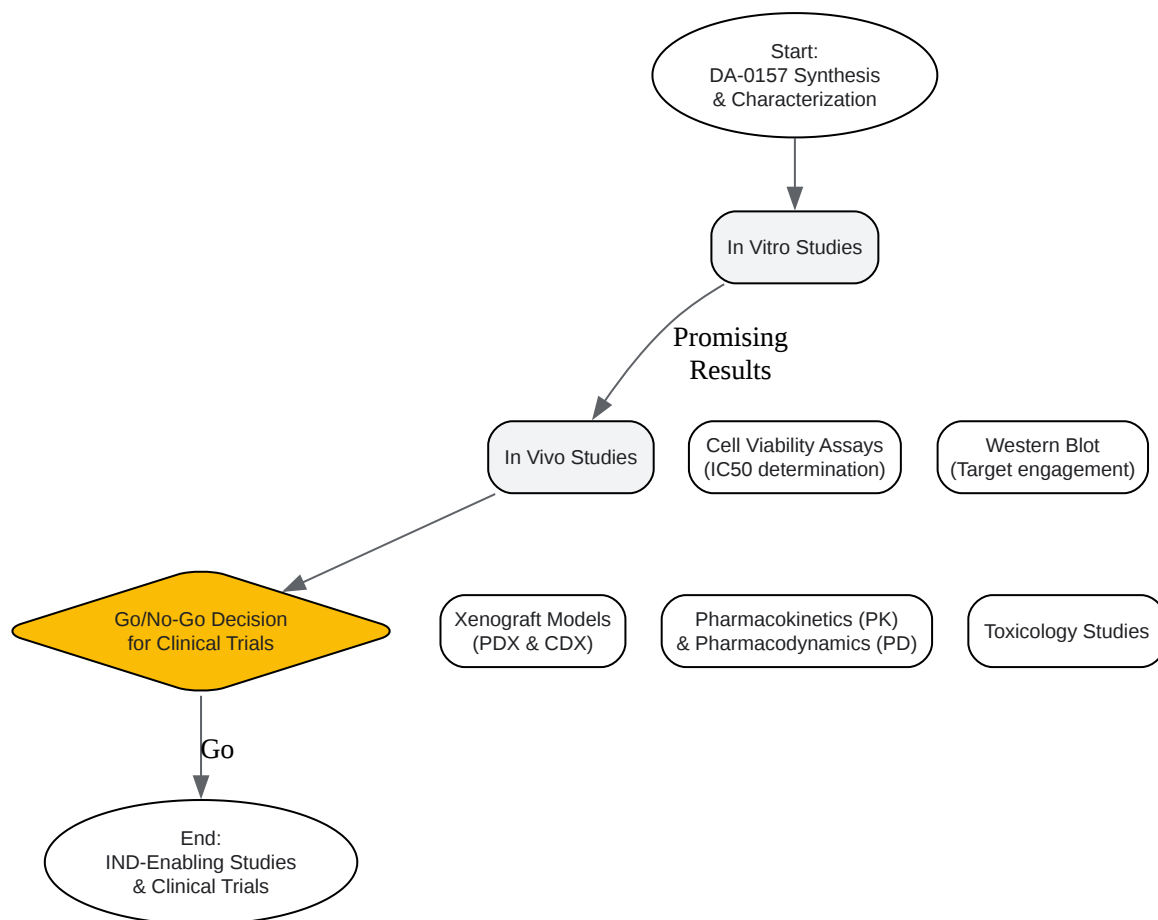 Start:
DA-0157 Synthesis
& Characterization
In Vitro Studies
Promising
Results
In Vivo Studies
Cell Viability Assays
(IC50 determination)
Western Blot
(Target engagement)
Go/No-Go Decision
for Clinical Trials
Xenograft Models
(PDX & CDX)
Pharmacokinetics (PK)
& Pharmacodynamics (PD)
Toxicology Studies
Go
End:
IND-Enabling Studies
& Clinical Trials